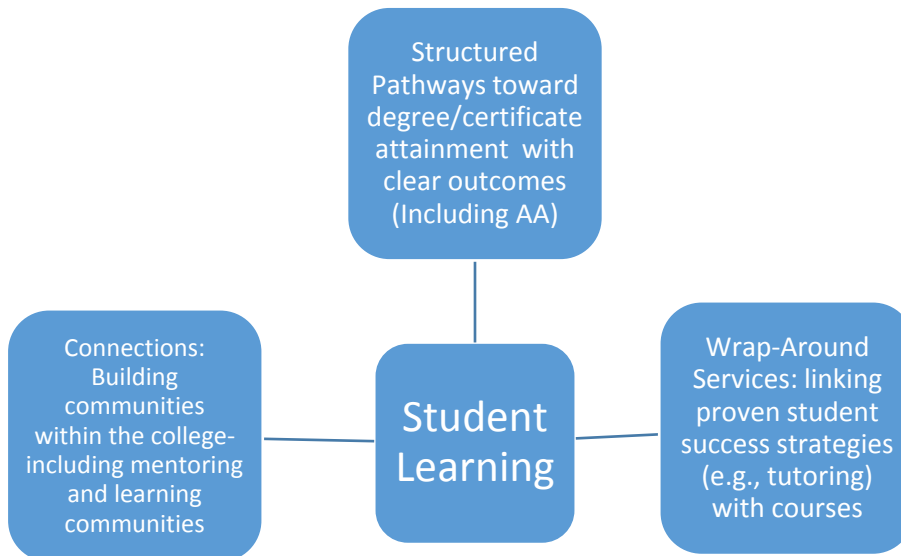 Structured
Pathways toward
degree/certificate
attainment with
clear outcomes
(Including AA)
Connections:
Building
communities
within the college-
including mentoring
and learning
communities
Student
Learning
Wrap-Around
Services: linking
proven student
success strategies
(e.g., tutoring)
with courses